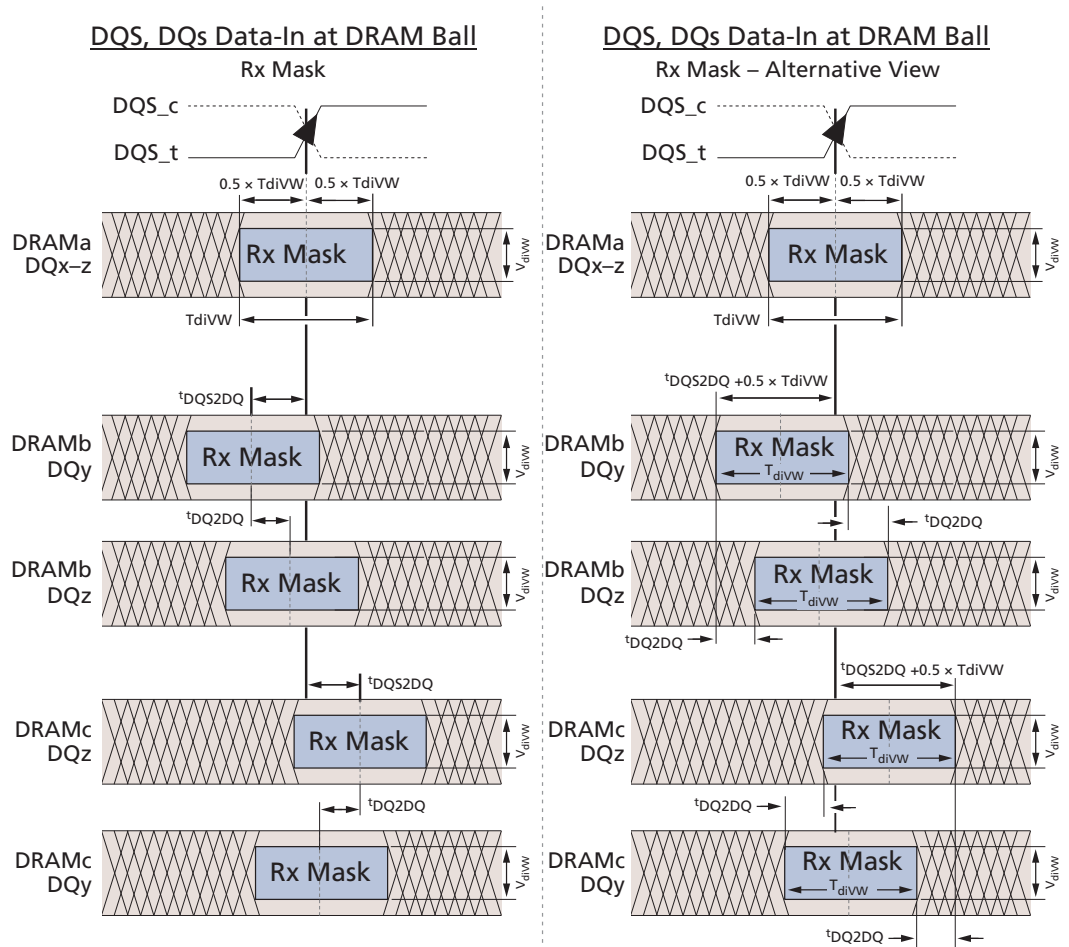 DQS, DQs Data-In at DRAM Ball
Rx Mask
DQS_c
DQS_t
0.5 × TdiVW 0.5 × TdiVW
DRAMa
DQx–z
Rx Mask
VdiVW
TdiVW
tDQS2DQ
DRAMb
DQy
Rx Mask
VdiVW
tDQ2DQ
DRAMb
DQz
Rx Mask
VdiVW
tDQS2DQ
DRAMc
DQz
Rx Mask
VdiVW
tDQ2DQ
DRAMc
DQy
Rx Mask
VdiVW
DQS, DQs Data-In at DRAM Ball
Rx Mask – Alternative View
DQS_c
DQS_t
0.5 × TdiVW 0.5 × TdiVW
DRAMa
DQx–z
Rx Mask
VdiVW
TdiVW
tDQS2DQ +0.5 × TdiVW
DRAMb
DQy
Rx Mask
TdiVW
VdiVW
tDQ2DQ
DRAMb
DQz
Rx Mask
TdiVW
VdiVW
tDQ2DQ
tDQS2DQ +0.5 × TdiVW
DRAMc
DQz
Rx Mask
TdiVW
VdiVW
tDQ2DQ
DRAMc
DQy
Rx Mask
TdiVW
VdiVW
tDQ2DQ